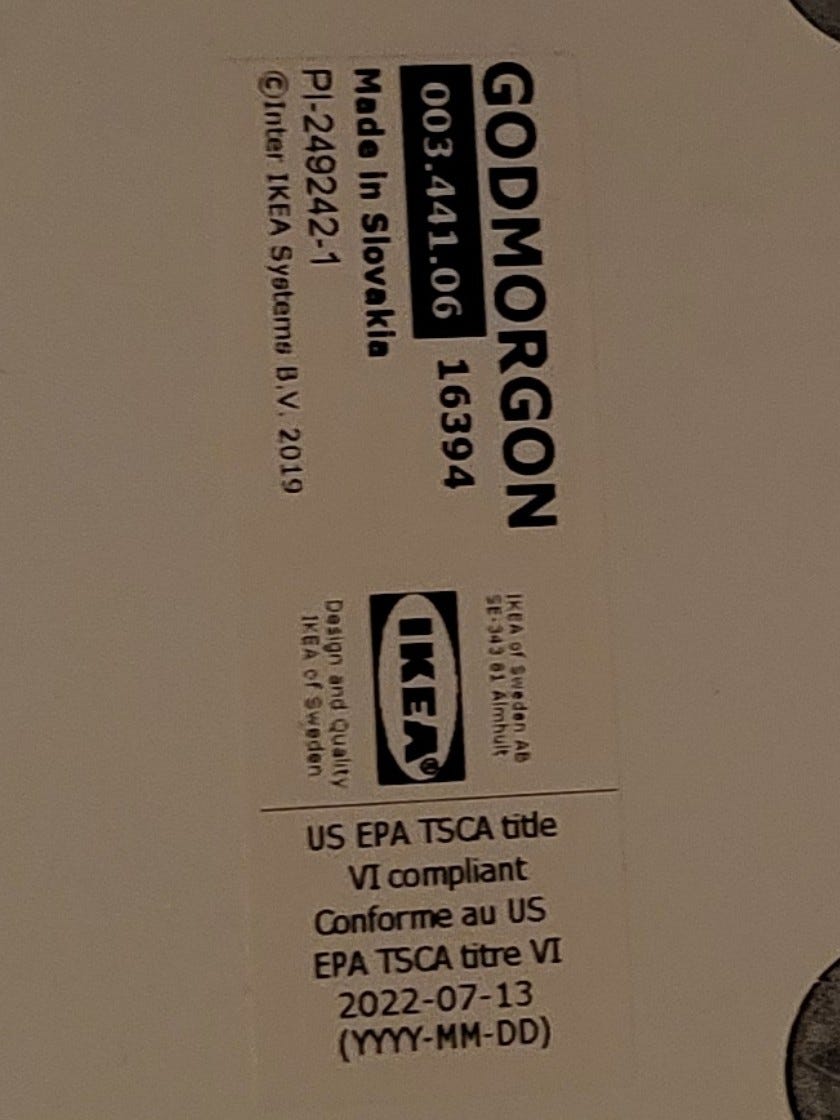 GODMORGON
003.441.06 16394
Made in Slovakia
PI-249242-1
©Inter IKEA Systems B.V. 2019
IKEA of Sweden AB
SE-343 81 Älmhult
IKEA®
Design and Quality
IKEA of Sweden
US EPA TSCA title
VI compliant
Conforme au US
EPA TSCA titre VI
2022-07-13
(YYYY-MM-DD)